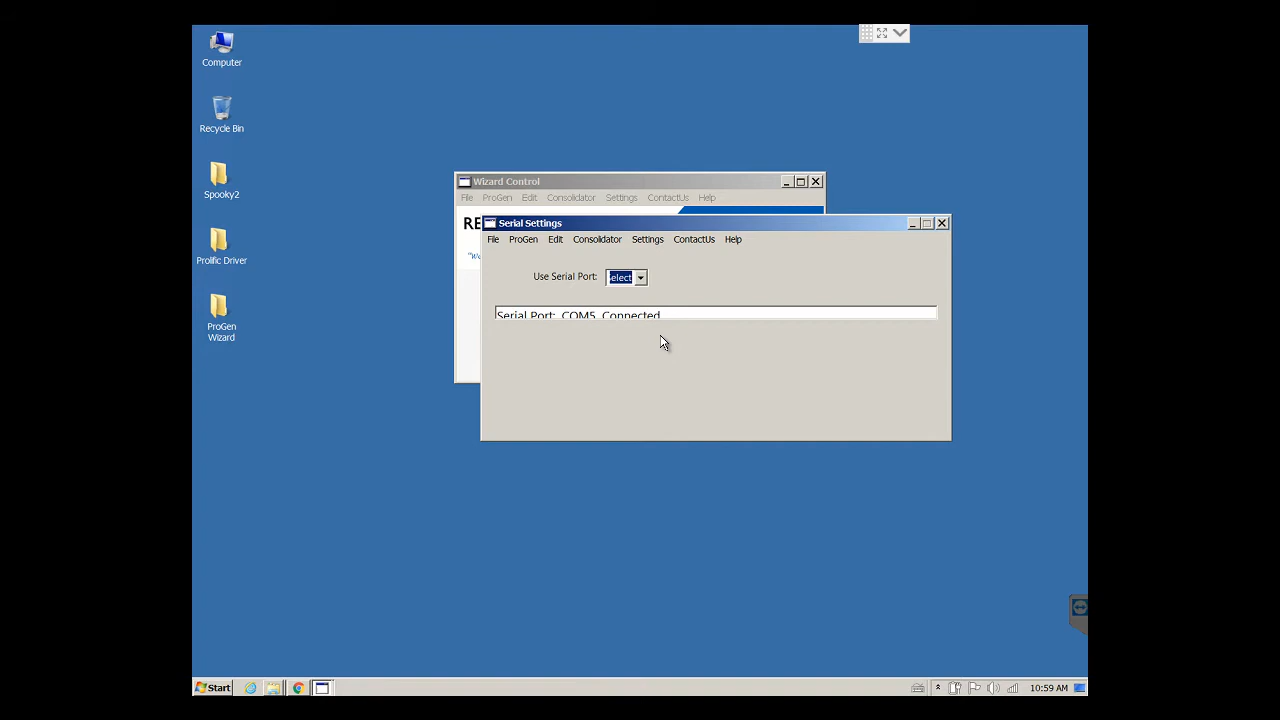 Computer
Recycle Bin
Spooky2
Prolific Driver
ProGen
Wizard
Wizard Control
File ProGen Edit Consolidator Settings ContactUs Help
RE
"w
Serial Settings
File ProGen Edit Consolidator Settings ContactUs Help
Use Serial Port: Select
Serial Port: COM5 Connected
Start
10:59 AM